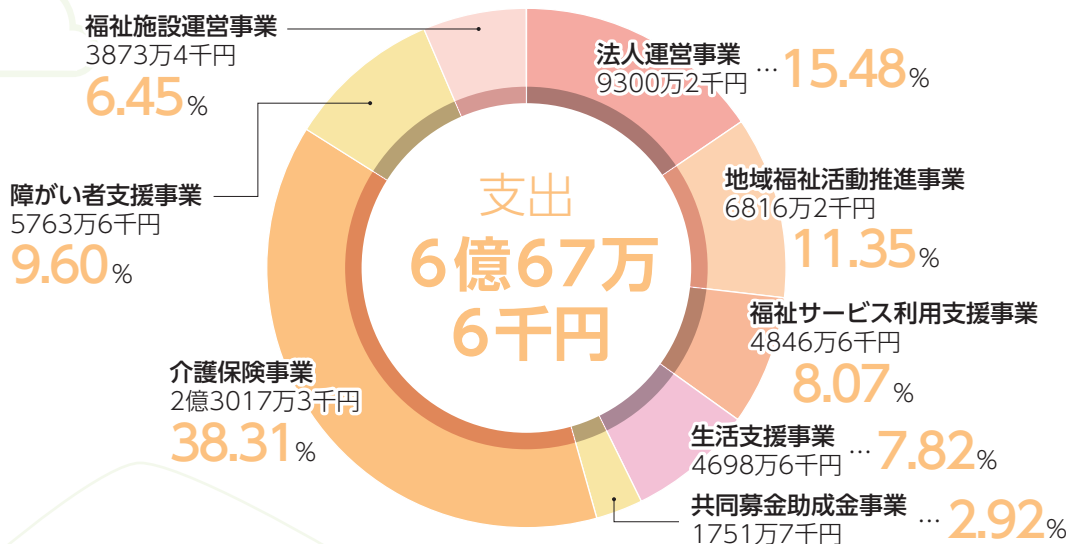 支出
6億67万
6千円
法人運営事業
9300万2千円
…15.48%
地域福祉活動推進事業
6816万2千円
11.35%
福祉サービス利用支援事業
4846万6千円
8.07%
生活支援事業
4698万6千円
…7.82%
共同募金助成金事業
1751万7千円
…2.92%
介護保険事業
2億3017万3千円
38.31%
障がい者支援事業
5763万6千円
9.60%
福祉施設運営事業
3873万4千円
6.45%